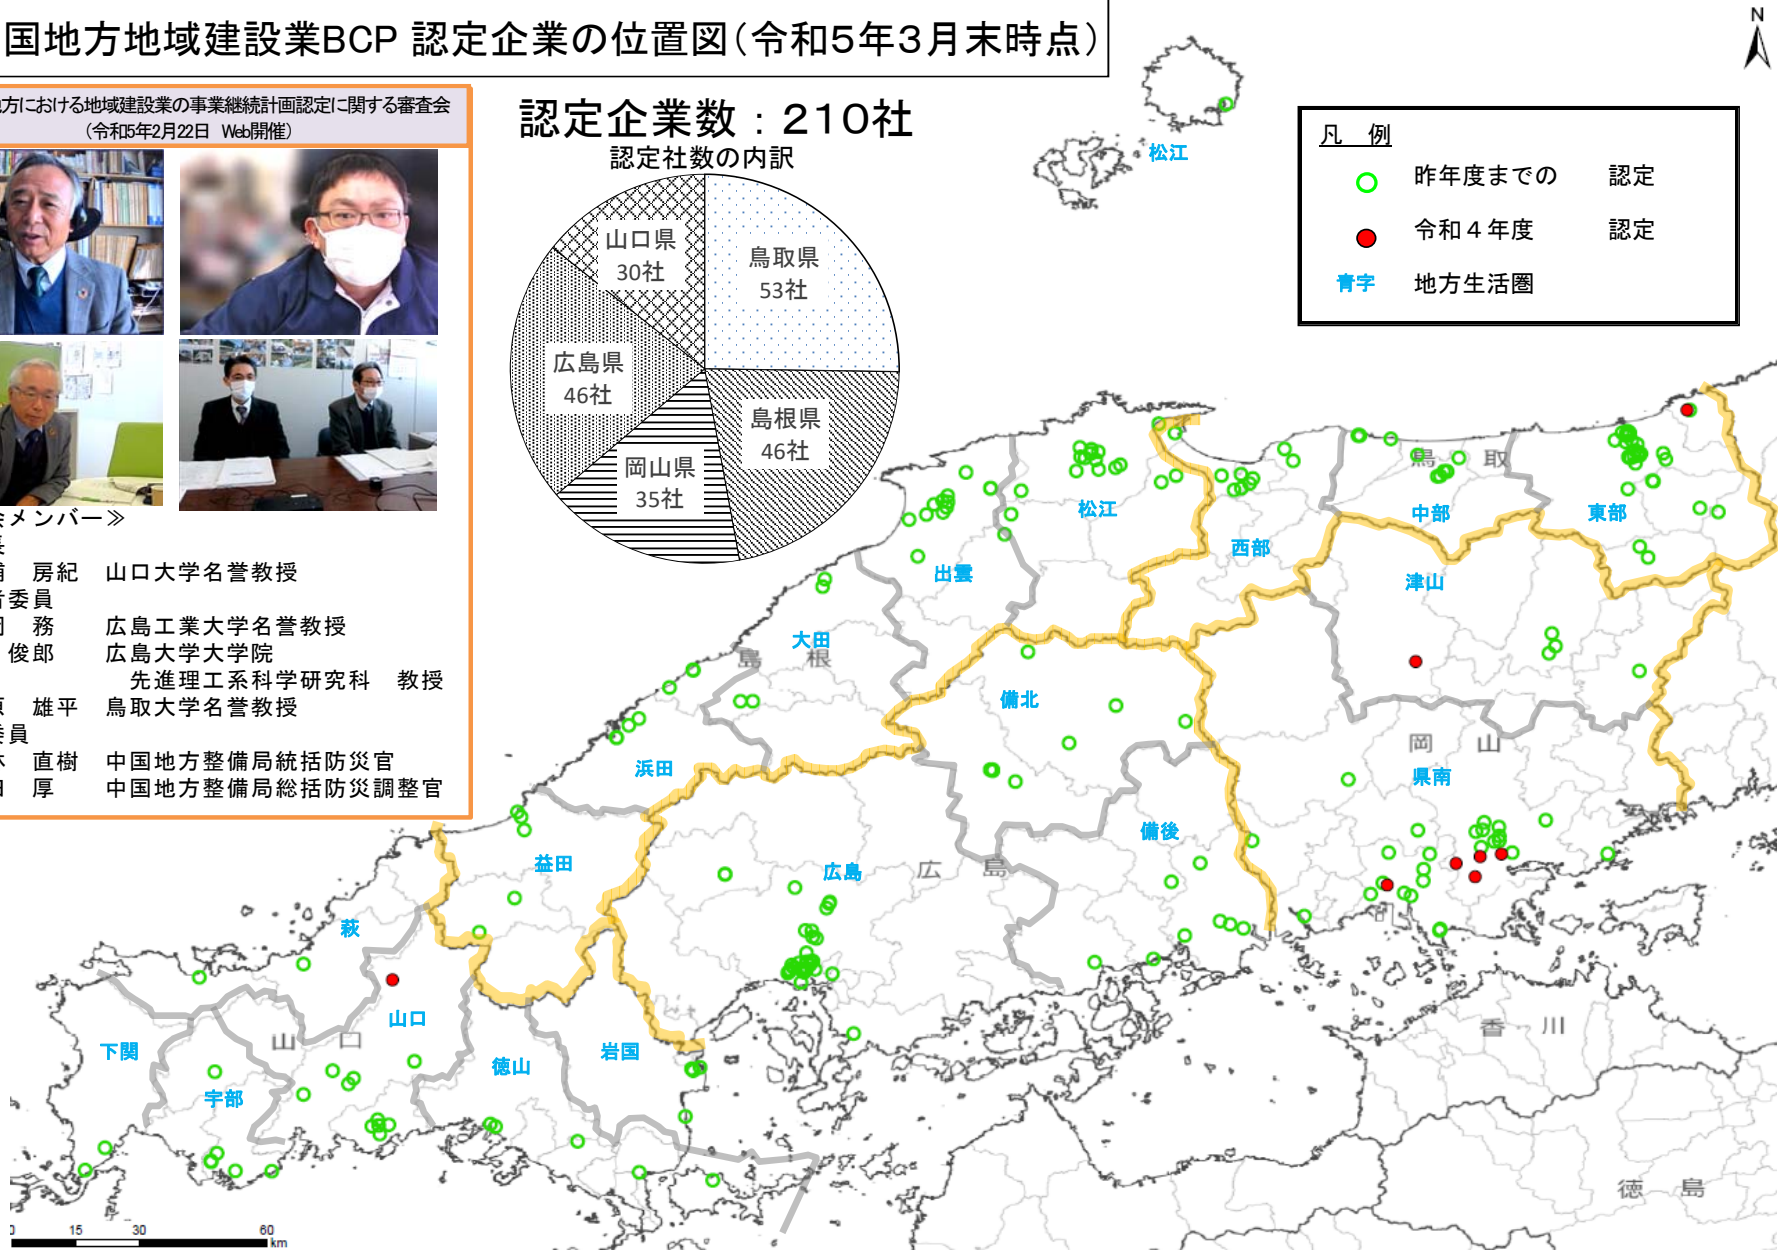 国地方地域建設業BCP 認定企業の位置図(令和5年3月末時点)
方における地域建設業の事業継続計画認定に関する審査会
(令和5年2月22日 Web開催)
メンバー≫
房紀 山口大学名誉教授
委員
務 広島工業大学名誉教授
俊郎 広島大学大学院
先進理工系科学研究科 教授
雄平 鳥取大学名誉教授
委員
直樹 中国地方整備局統括防災官
厚 中国地方整備局総括防災調整官
認定企業数:210社
認定社数の内訳
山口県
30社
鳥取県
53社
広島県
46社
島根県
46社
岡山県
35社
N
凡 例
昨年度までの 認定
令和4年度 認定
青字 地方生活圏
松江
鳥 取
松江
中部
東部
西部
出雲
津山
大田
島 根
備北
岡 山
浜田
県南
備後
益田
広島
広 島
萩
山口
香 川
山 口
下関
岩国
徳山
宇部
徳 島
0 15 30 60
km